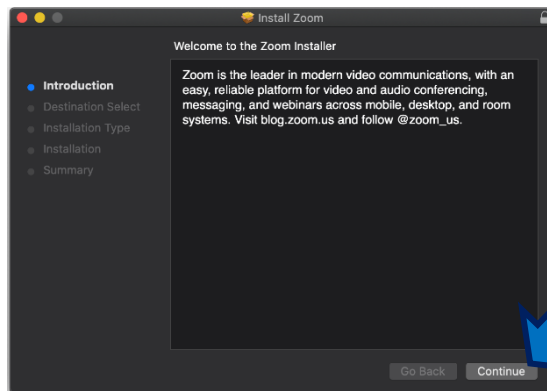 Install Zoom
Welcome to the Zoom Installer
Introduction
Destination Select
Installation Type
Installation
Summary
Zoom is the leader in modern video communications, with an
easy, reliable platform for video and audio conferencing,
messaging, and webinars across mobile, desktop, and room
systems. Visit blog.zoom.us and follow @zoom_us.
Go Back
Continue